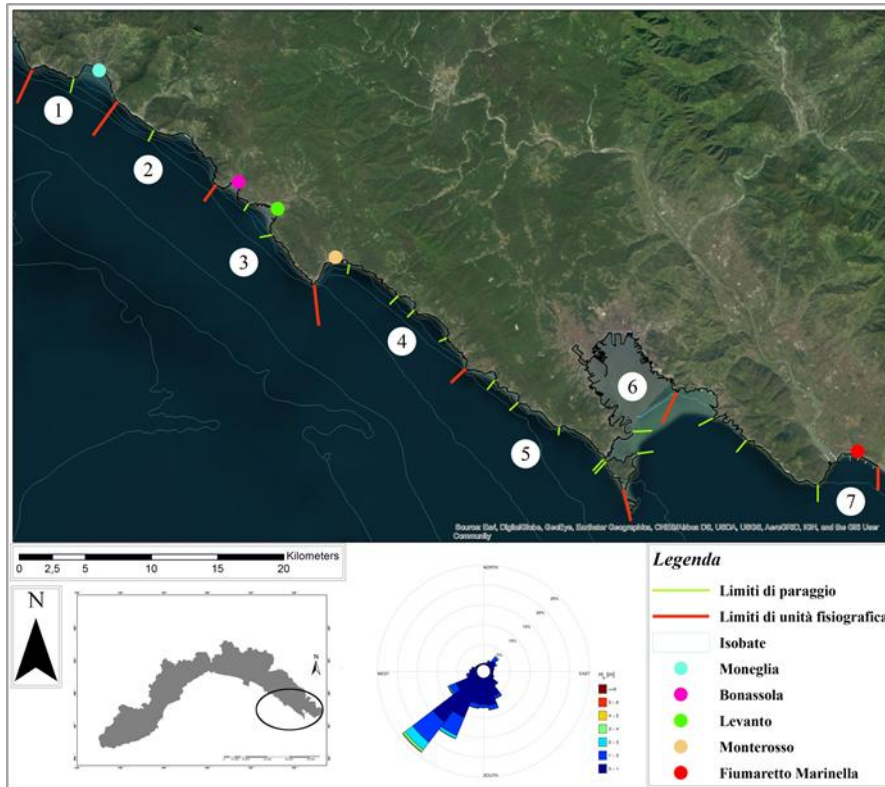 1
2
3
4
5
6
7
Source: Esri, DigitalGlobe, GeoEye, Earthstar Geographics, CNES/Airbus DS, USDA, USGS, AeroGRID, IGN, and the GIS User
Community
Kilometers
0 2,5 5 10 15 20
N
N
NORTH
WEST
EAST
SOUTH
Legenda
Limiti di paraggio
Limiti di unità fisiografica
Isobate
Moneglia
Bonassola
Levanto
Monterosso
Fiumaretto Marinella